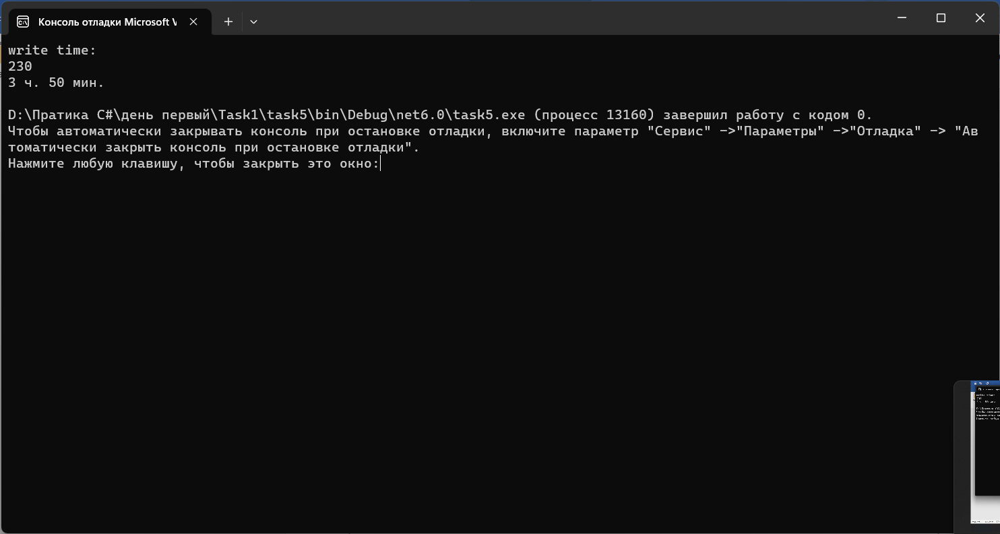 Консоль отладки Microsoft V
write time:
230
3 ч. 50 мин.
D:\Пратика C#\день первый\Task1\task5\bin\Debug\net6.0\task5.exe (процесс 13160) завершил работу с кодом 0.
Чтобы автоматически закрывать консоль при остановке отладки, включите параметр "Сервис" ->"Параметры" ->"Отладка" -> "Ав
томатически закрыть консоль при остановке отладки".
Нажмите любую клавишу, чтобы закрыть это окно: